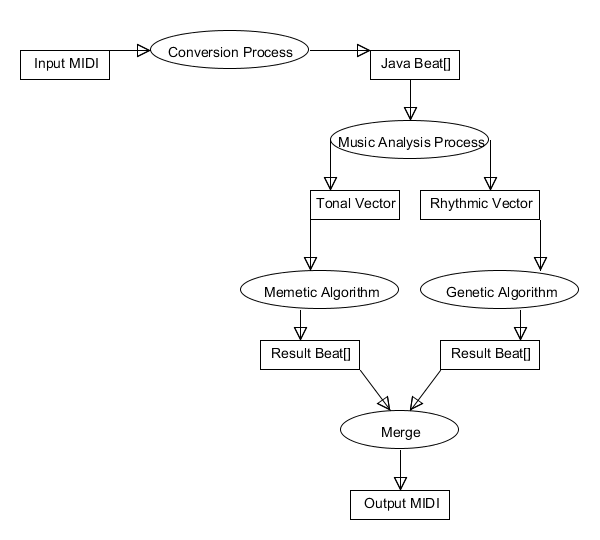 Input MIDI
Conversion Process
Java Beat[]
Music Analysis Process
Tonal Vector
Rhythmic Vector
Memetic Algorithm
Genetic Algorithm
Result Beat[]
Result Beat[]
Merge
Output MIDI